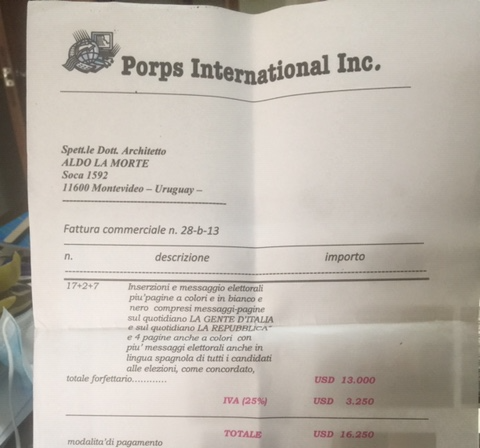 Porps International Inc.
Spett.le Dott. Architetto
ALDO LA MORTE
Soca 1592
11600 Montevideo – Uruguay –
Fattura commerciale n. 28-b-13
n. descrizione importo
17+2+7 Inserzioni e messaggio elettorali
piu'pagine a colori e in bianco e
nero compresi messaggi-pagine
sul quotidiano LA GENTE D'ITALIA
e sul quotidiano LA REPUBBLICA"
e 4 pagine anche a colori con
piu' messaggi elettorali anche in
lingua spagnola di tutti i candidati
alle elezioni, come concordato,
totale forfettario............ USD 13.000
IVA (25%) USD 3.250
TOTALE USD 16.250
modalita'di pagamento